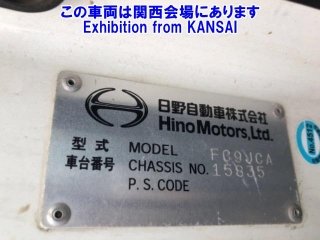 この車両は関西会場にあります
Exhibition from KANSAI
日野自動車株式会社
Hino Motors, Ltd.
型式 MODEL FC9JCA
車台番号 CHASSIS NO. 15835
P. S. CODE